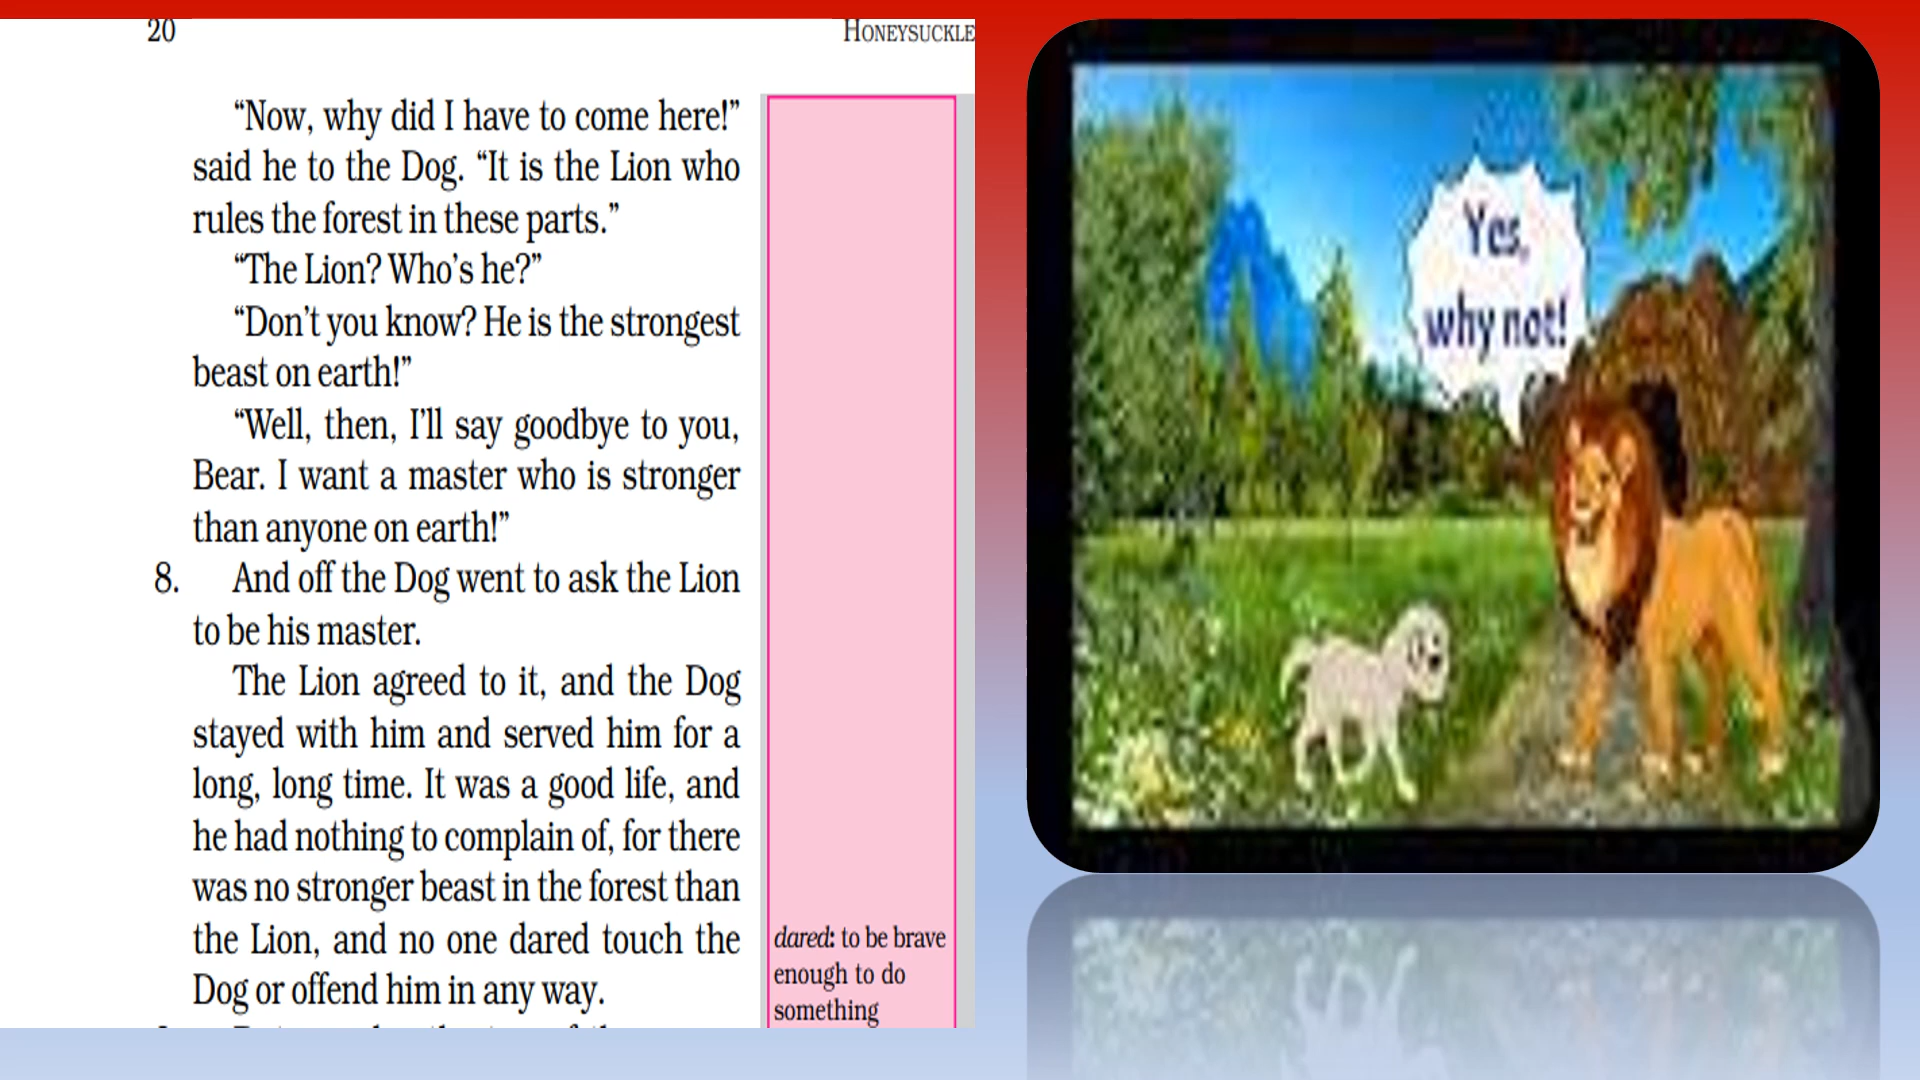 20
HONEYSUCKLE
“Now, why did I have to come here!”
said he to the Dog. “It is the Lion who
rules the forest in these parts.”
“The Lion? Who’s he?”
“Don’t you know? He is the strongest
beast on earth!”
“Well, then, I’ll say goodbye to you,
Bear. I want a master who is stronger
than anyone on earth!”
8. And off the Dog went to ask the Lion
to be his master.
The Lion agreed to it, and the Dog
stayed with him and served him for a
long, long time. It was a good life, and
he had nothing to complain of, for there
was no stronger beast in the forest than
the Lion, and no one dared touch the
Dog or offend him in any way.
dared: to be brave
enough to do
something
Yes,
why not!